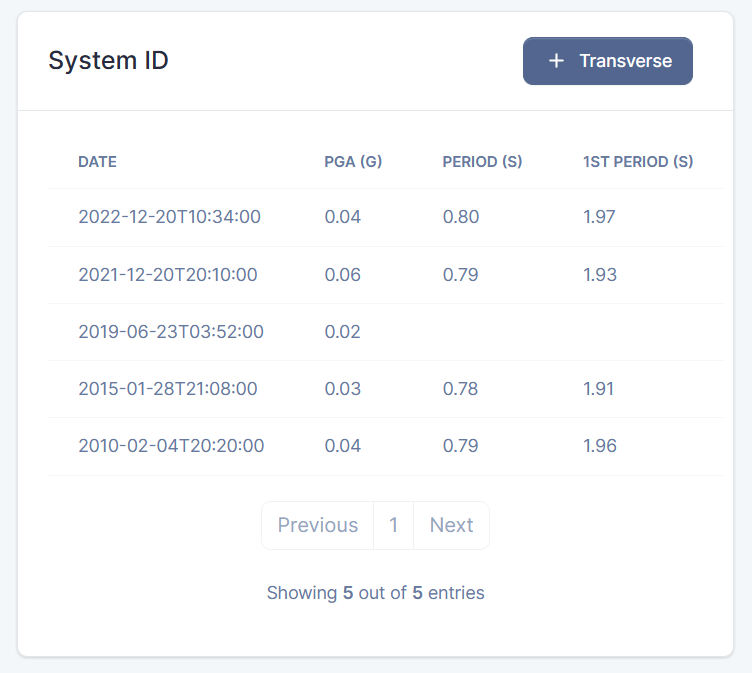 System ID
+ Transverse
DATE PGA (G) PERIOD (S) 1ST PERIOD (S)
2022-12-20T10:34:00 0.04 0.80 1.97
2021-12-20T20:10:00 0.06 0.79 1.93
2019-06-23T03:52:00 0.02
2015-01-28T21:08:00 0.03 0.78 1.91
2010-02-04T20:20:00 0.04 0.79 1.96
Previous 1 Next
Showing 5 out of 5 entries